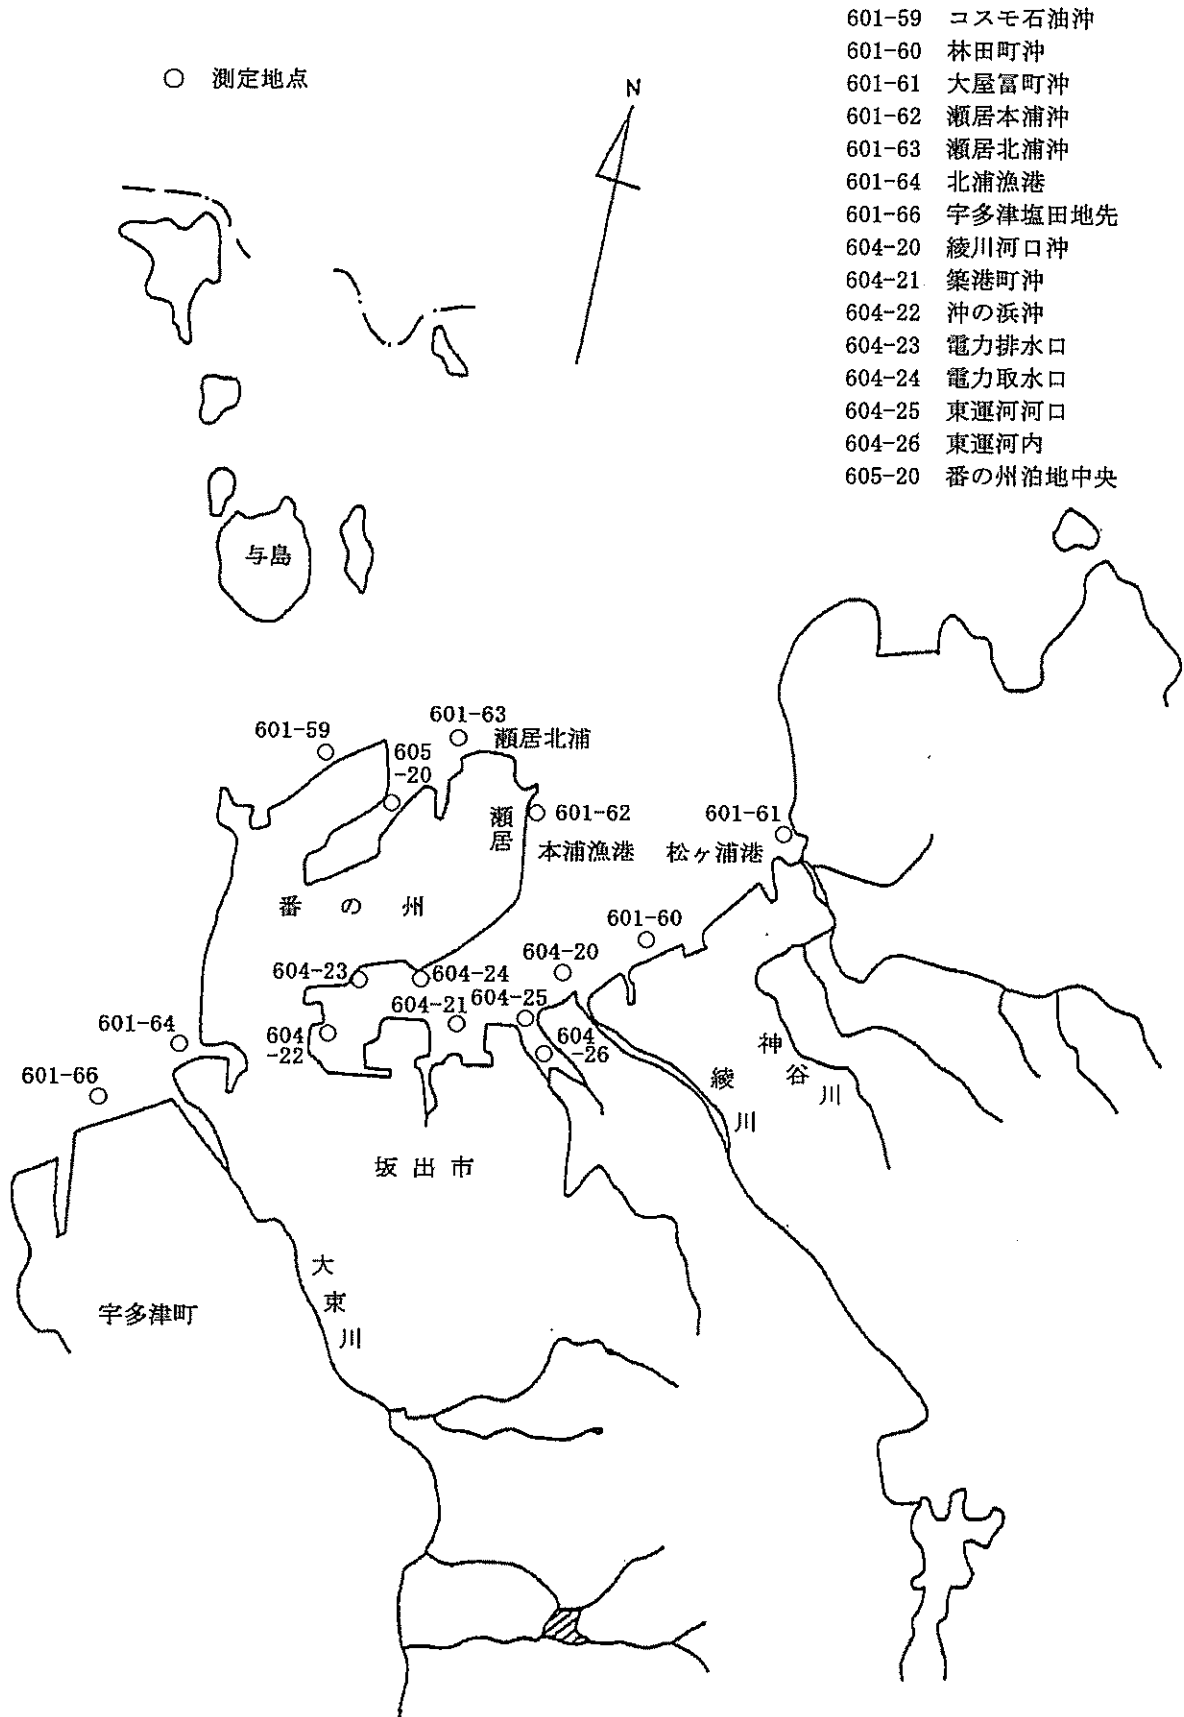 601-59 コスモ石油沖
601-60 林田町沖
601-61 大屋冨町沖
601-62 瀬居本浦沖
601-63 瀬居北浦沖
601-64 北浦漁港
601-66 宇多津塩田地先
604-20 綾川河口沖
604-21 築港町沖
604-22 沖の浜沖
604-23 電力排水口
604-24 電力取水口
604-25 東運河河口
604-26 東運河内
605-20 番の州泊地中央
○ 測定地点
N
与島
601-59
601-63
瀬居北浦
605
-20
瀬居
601-62
本浦漁港
601-61
松ヶ浦港
番の州
601-60
604-20
604-23
604-24
604-21
604-25
604
-22
604
-26
601-64
601-66
綾川
神谷川
坂出市
宇多津町
大束川